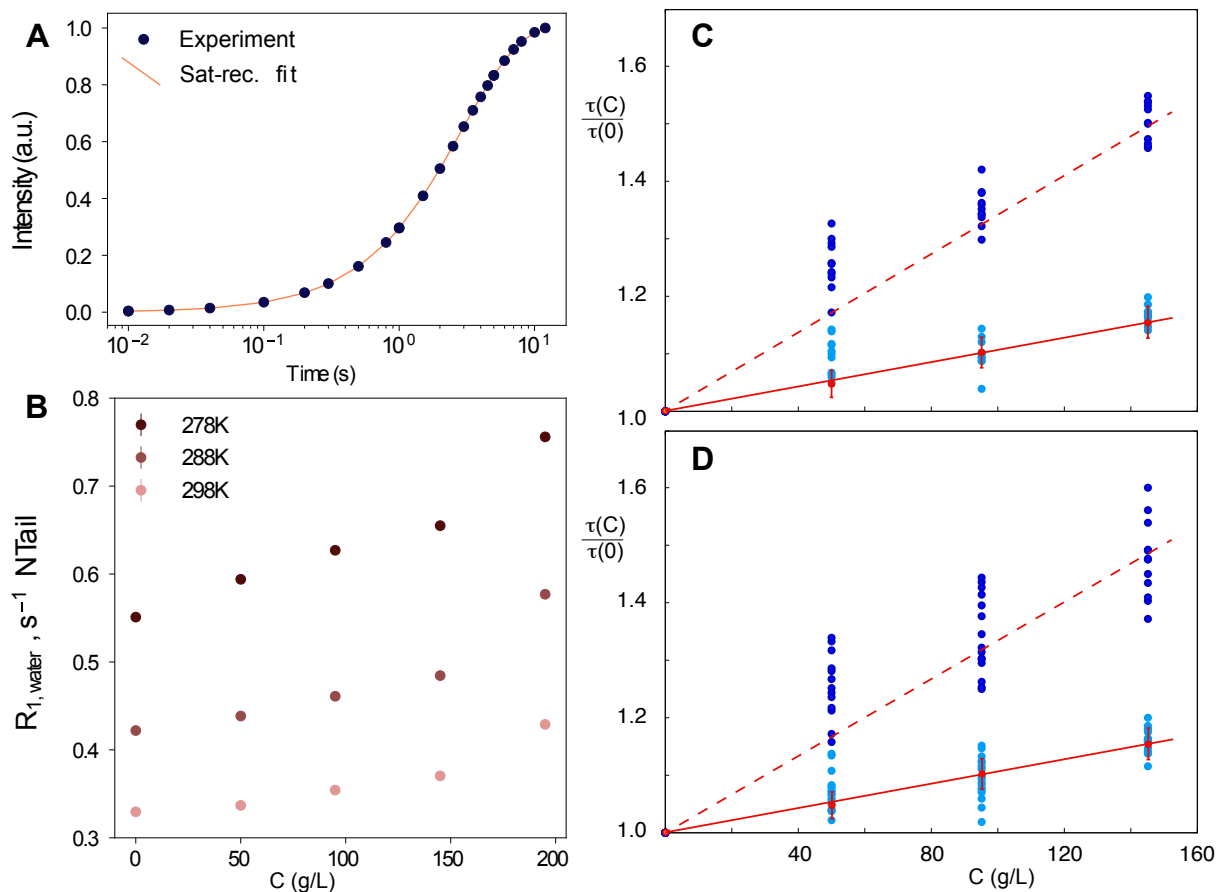 A
Experiment
Sat-rec. fit
Intensity (a.u.)
1.0
0.8
0.6
0.4
0.2
0.0
10⁻² 10⁻¹ 10⁰ 10¹
Time (s)
B
278K
288K
298K
R₁, water , s⁻¹ NTail
0.8
0.7
0.6
0.5
0.4
0.3
0 50 100 150 200
C (g/L)
C
τ(C)
τ(0)
1.6
1.4
1.2
1.0
D
τ(C)
τ(0)
1.6
1.4
1.2
1.0
40 80 120 160
C (g/L)